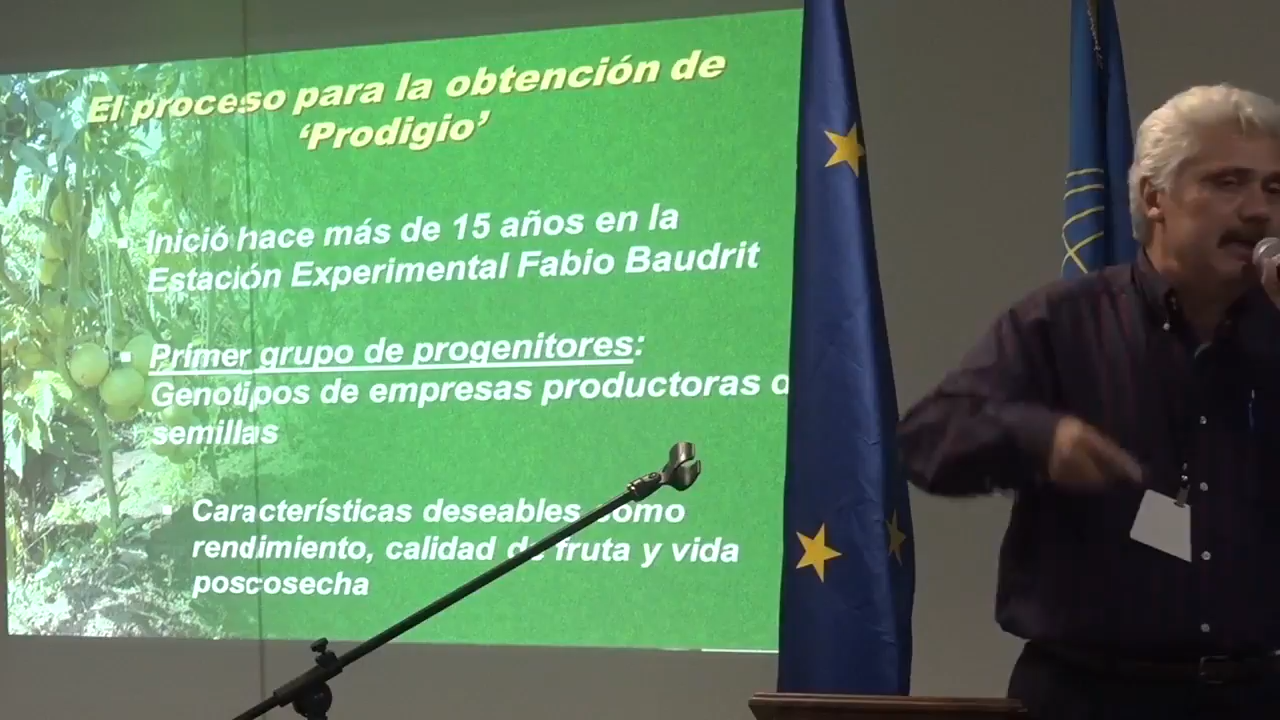 El proceso para la obtención de
‘Prodigio’
Inició hace más de 15 años en la
Estación Experimental Fabio Baudrit
Primer grupo de progenitores:
Genotipos de empresas productoras
semillas
Características deseables como
rendimiento, calidad de fruta y vida
poscosecha